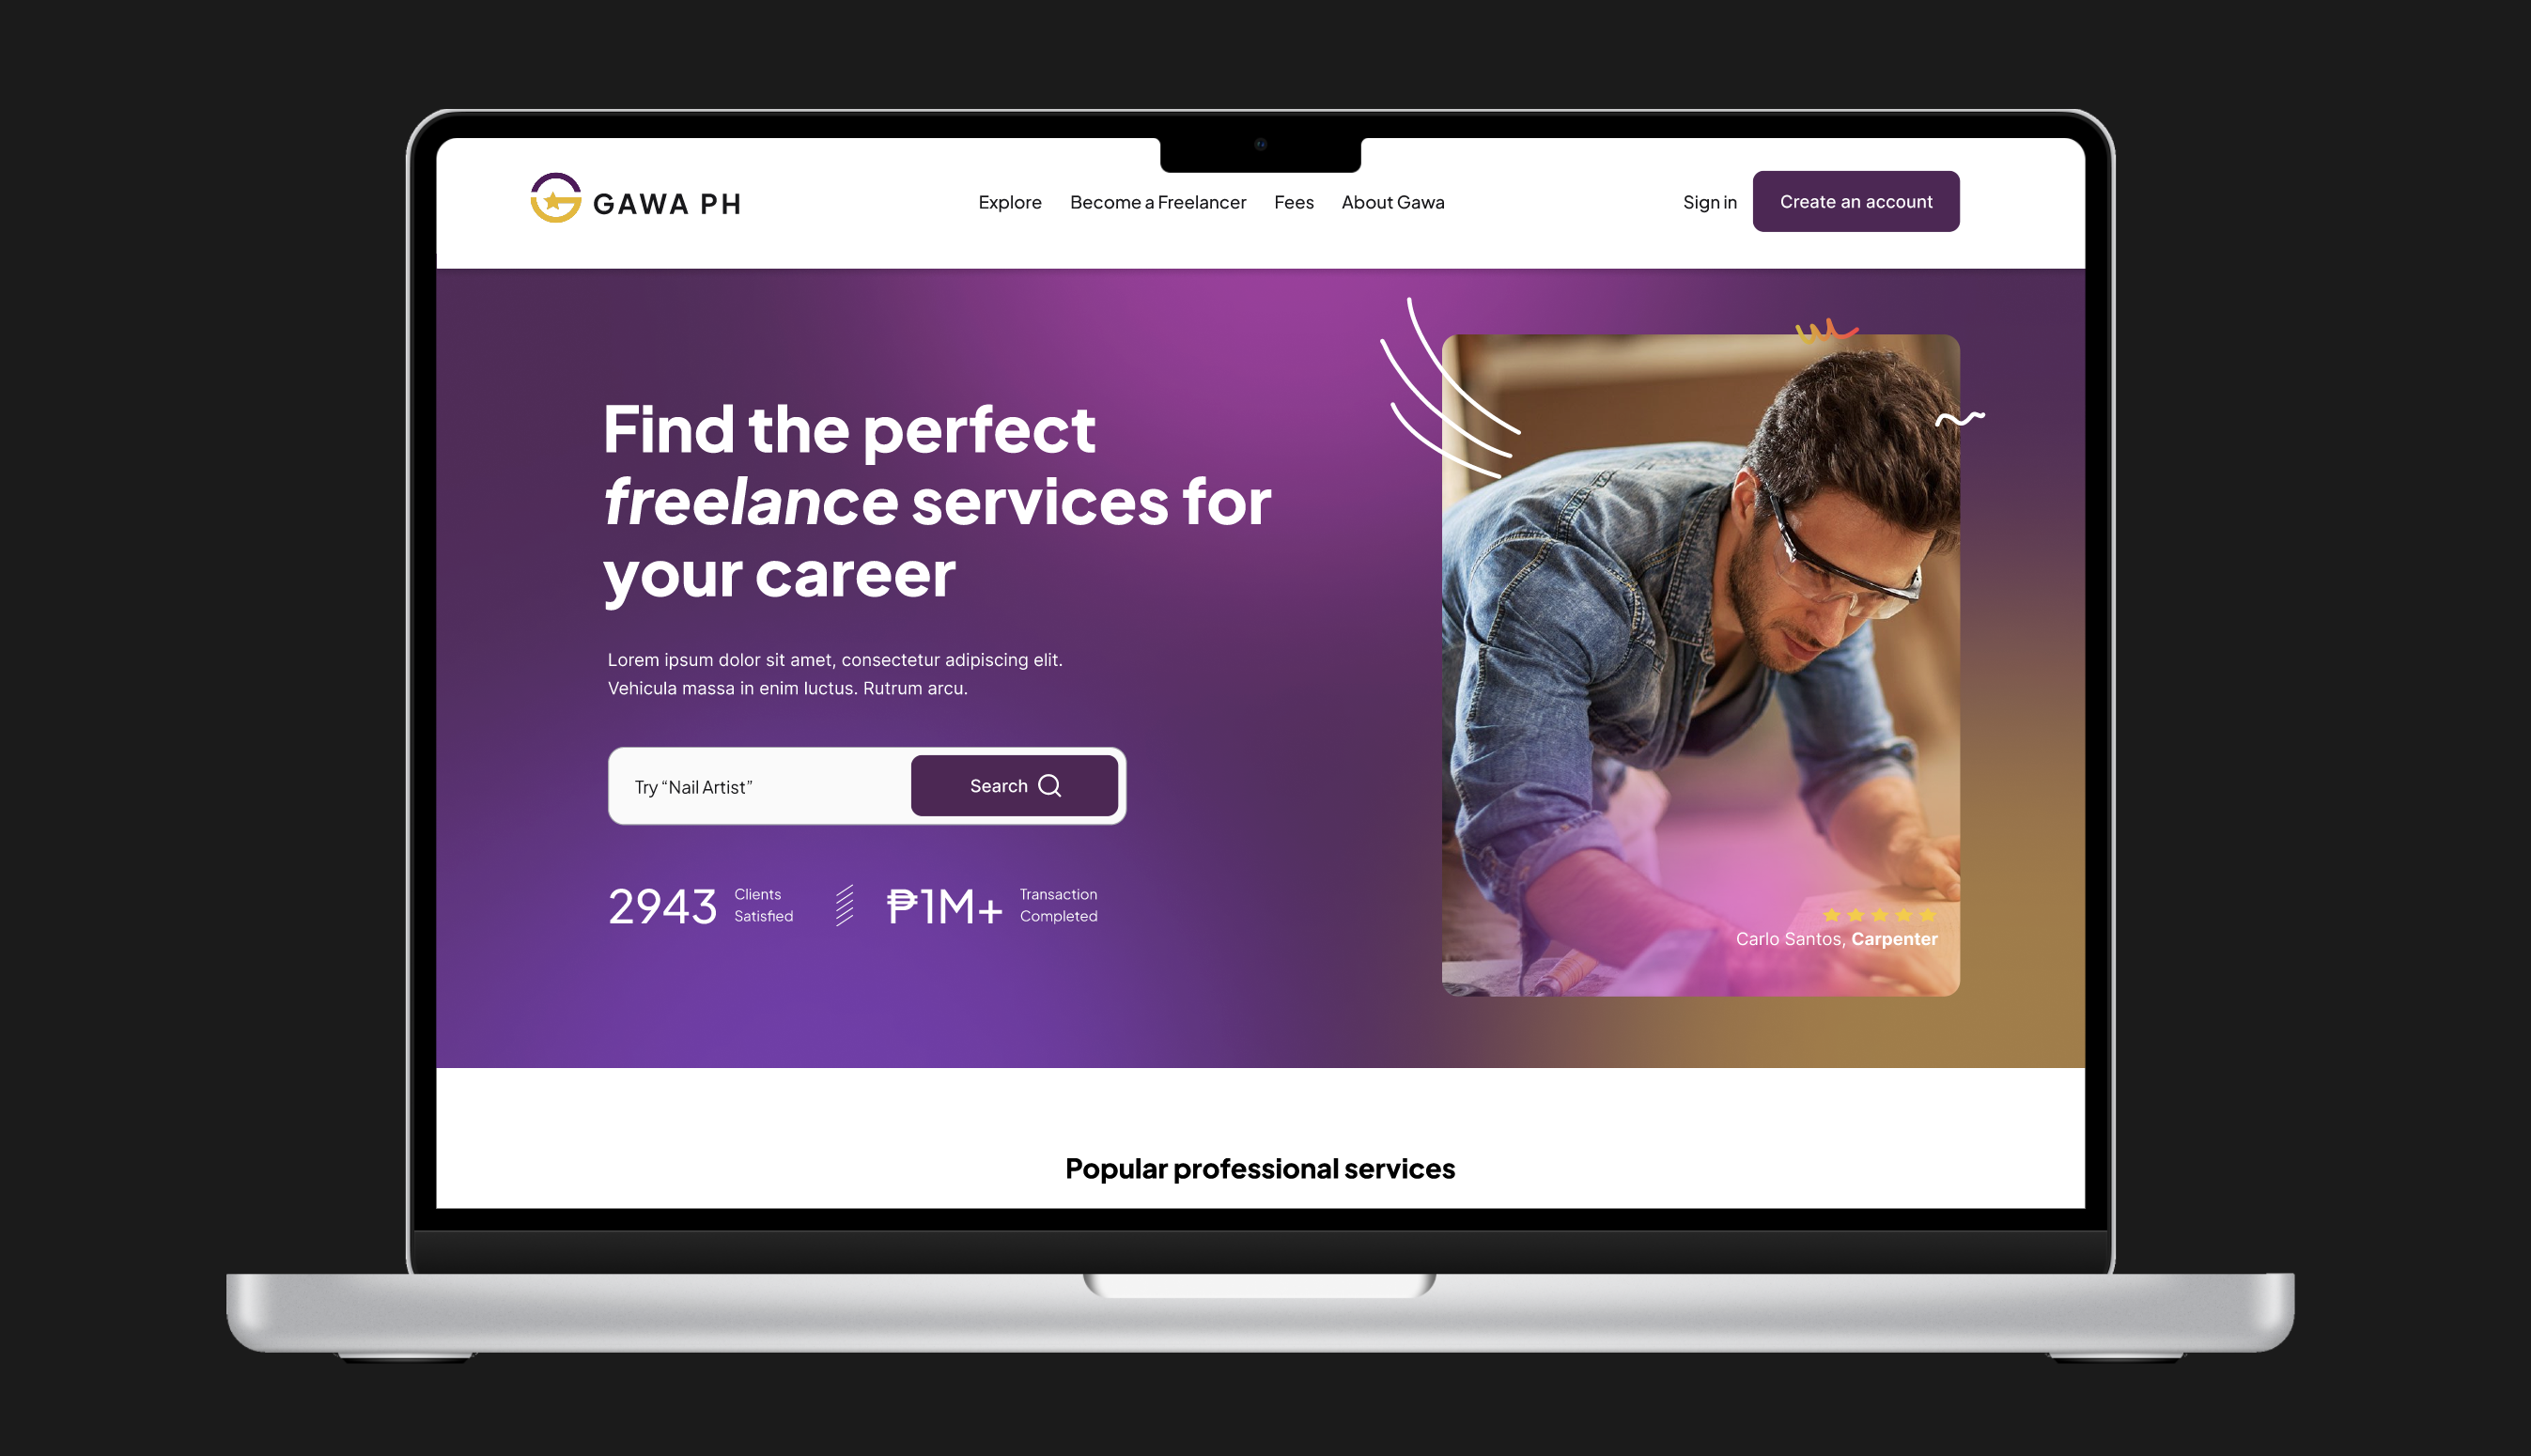 GAWA PH
Explore
Become a Freelancer
Fees
About Gawa
Sign in
Create an account
Find the perfect
freelance services for
your career
Lorem ipsum dolor sit amet, consectetur adipiscing elit.
Vehicula massa in enim luctus. Rutrum arcu.
Try “Nail Artist”
Search
2943
Clients
Satisfied
₱1M+
Transaction
Completed
Carlo Santos, Carpenter
Popular professional services